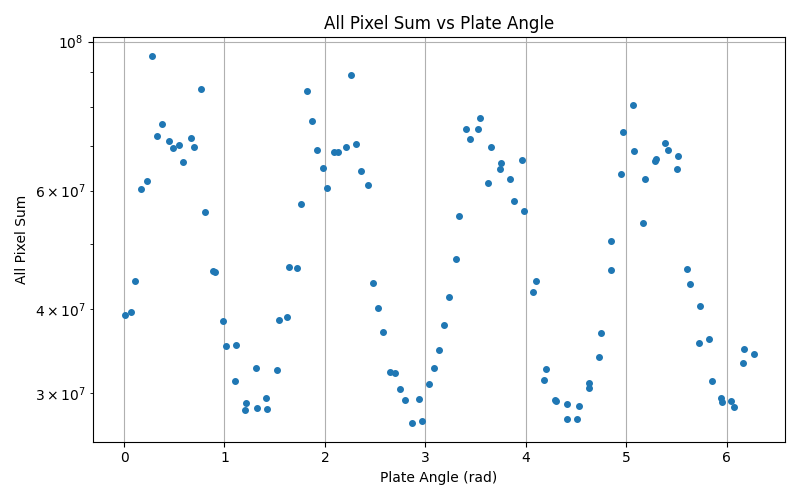 All Pixel Sum vs Plate Angle
10⁸
6 × 10⁷
4 × 10⁷
3 × 10⁷
All Pixel Sum
0 1 2 3 4 5 6
Plate Angle (rad)